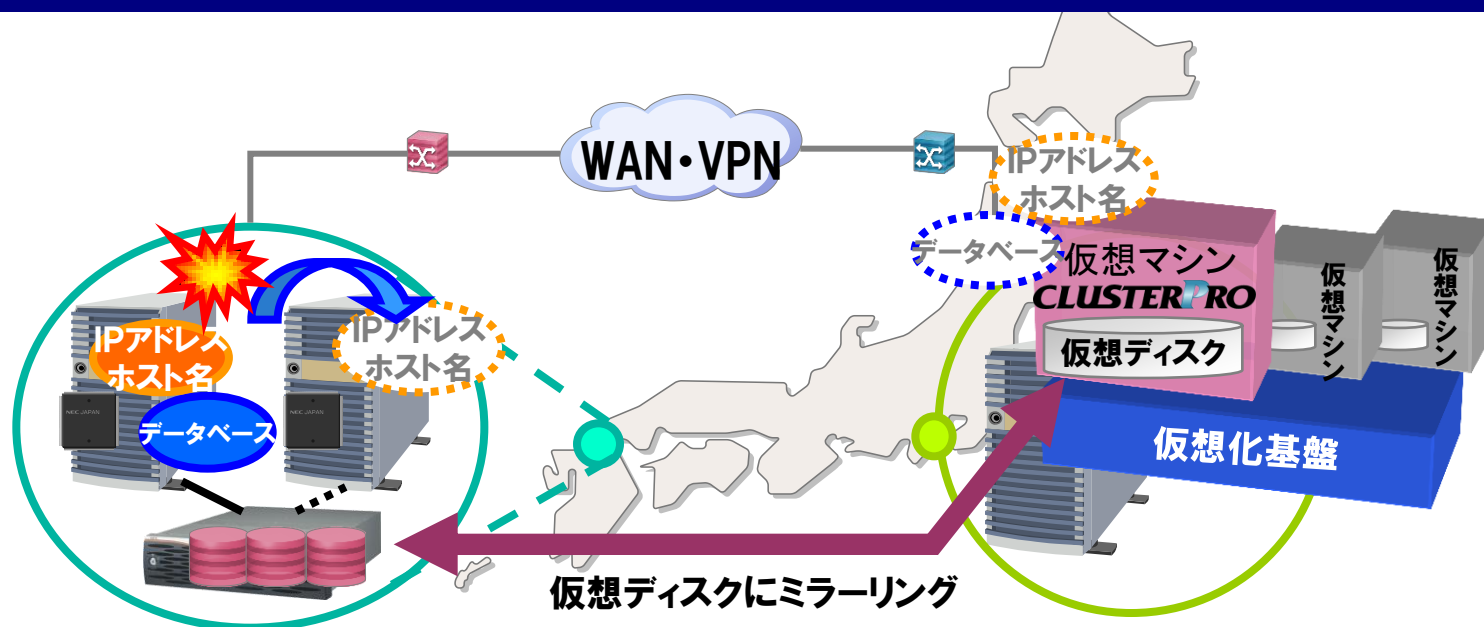 WAN・VPN
IPアドレス
ホスト名
データベース
仮想マシン
CLUSTERPRO
仮想ディスク
仮想マシン
仮想マシン
仮想化基盤
IPアドレス
ホスト名
データベース
IPアドレス
ホスト名
NEC JAPAN
NEC JAPAN
仮想ディスクにミラーリング